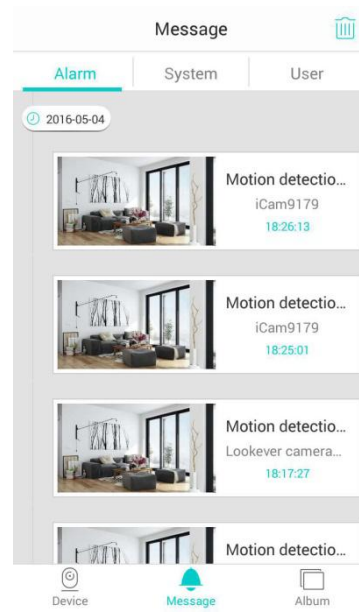 Message
Alarm System User
2016-05-04
Motion detectio...
iCam9179
18:26:13
Motion detectio...
iCam9179
18:25:01
Motion detectio...
Lookever camera...
18:17:27
Motion detectio...
Device Message Album